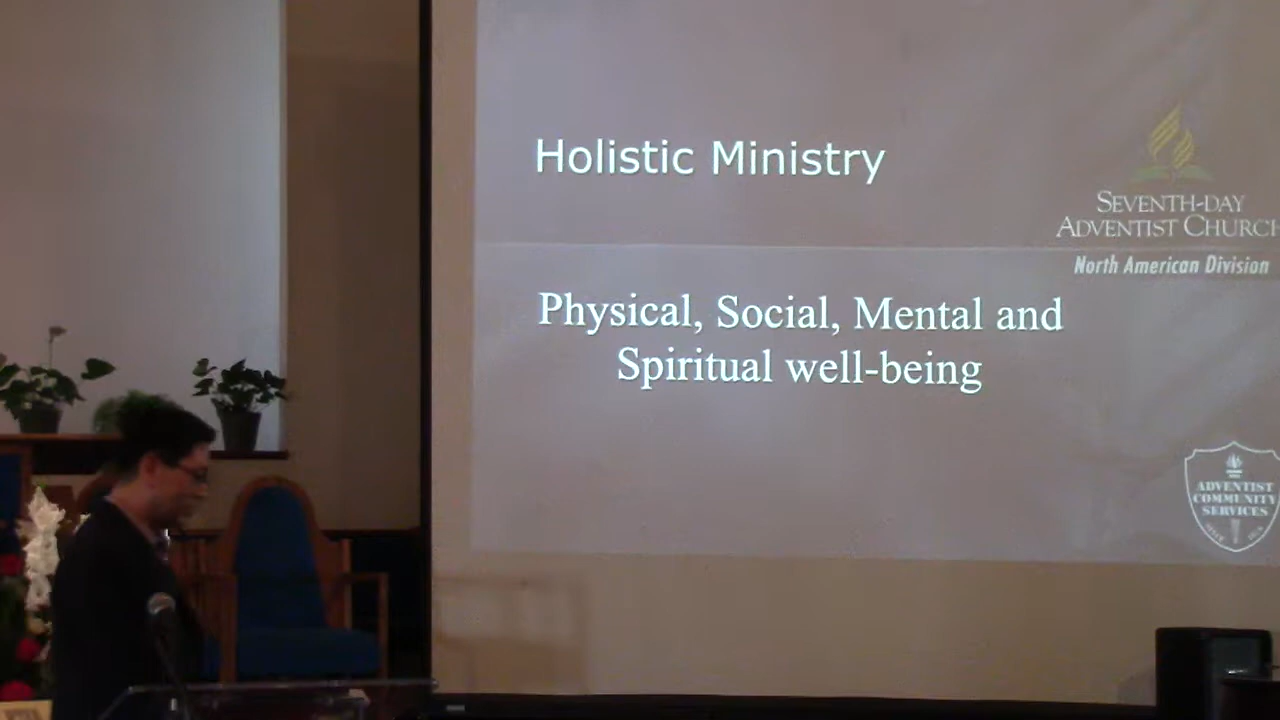 Holistic Ministry
SEVENTH-DAY
ADVENTIST CHURCH
North American Division
Physical, Social, Mental and
Spiritual well-being
ADVENTIST
COMMUNITY
SERVICES